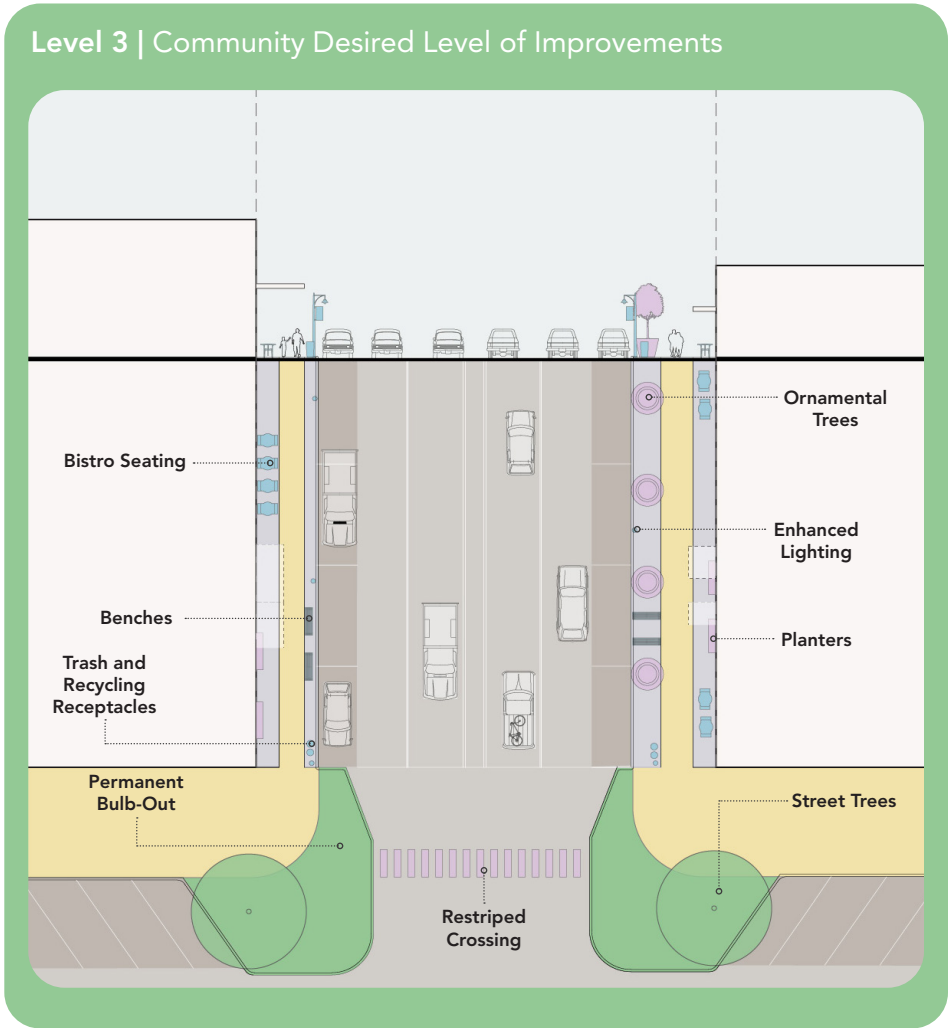 Level 3 | Community Desired Level of Improvements
Ornamental
Trees
Bistro Seating
Enhanced
Lighting
Benches
Planters
Trash and
Recycling
Receptacles
Permanent
Bulb-Out
Street Trees
Restriped
Crossing